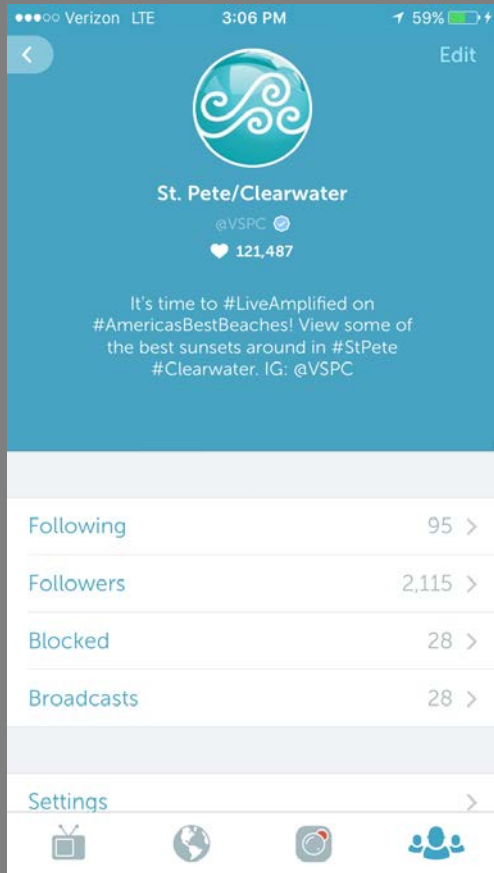 Verizon LTE 3:06 PM 59%
Edit
St. Pete/Clearwater
@VSPC
121,487
It's time to #LiveAmplified on
#AmericasBestBeaches! View some of
the best sunsets around in #StPete
#Clearwater. IG: @VSPC
Following 95
Followers 2,115
Blocked 28
Broadcasts 28
Settings